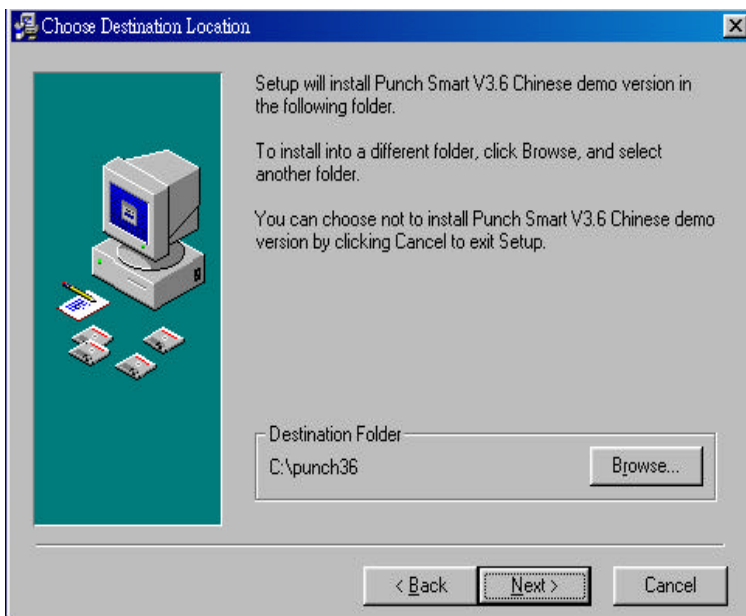 Choose Destination Location
Setup will install Punch Smart V3.6 Chinese demo version in
the following folder.
To install into a different folder, click Browse, and select
another folder.
You can choose not to install Punch Smart V3.6 Chinese demo
version by clicking Cancel to exit Setup.
Destination Folder
C:\punch36
Browse...
< Back
Next >
Cancel